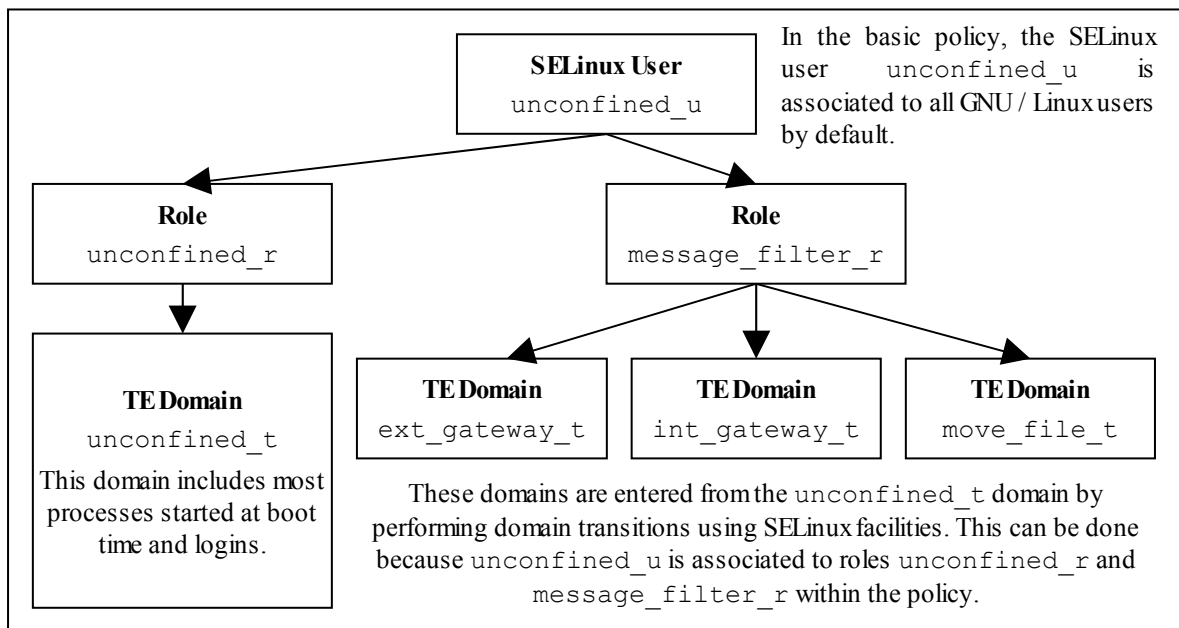 SELinux User
unconfined_u
In the basic policy, the SELinux
user unconfined_u is
associated to all GNU / Linux users
by default.
Role
unconfined_r
Role
message_filter_r
TE Domain
unconfined_t
This domain includes most
processes started at boot
time and logins.
TE Domain
ext_gateway_t
TE Domain
int_gateway_t
TE Domain
move_file_t
These domains are entered from the unconfined_t domain by
performing domain transitions using SELinux facilities. This can be done
because unconfined_u is associated to roles unconfined_r and
message_filter_r within the policy.